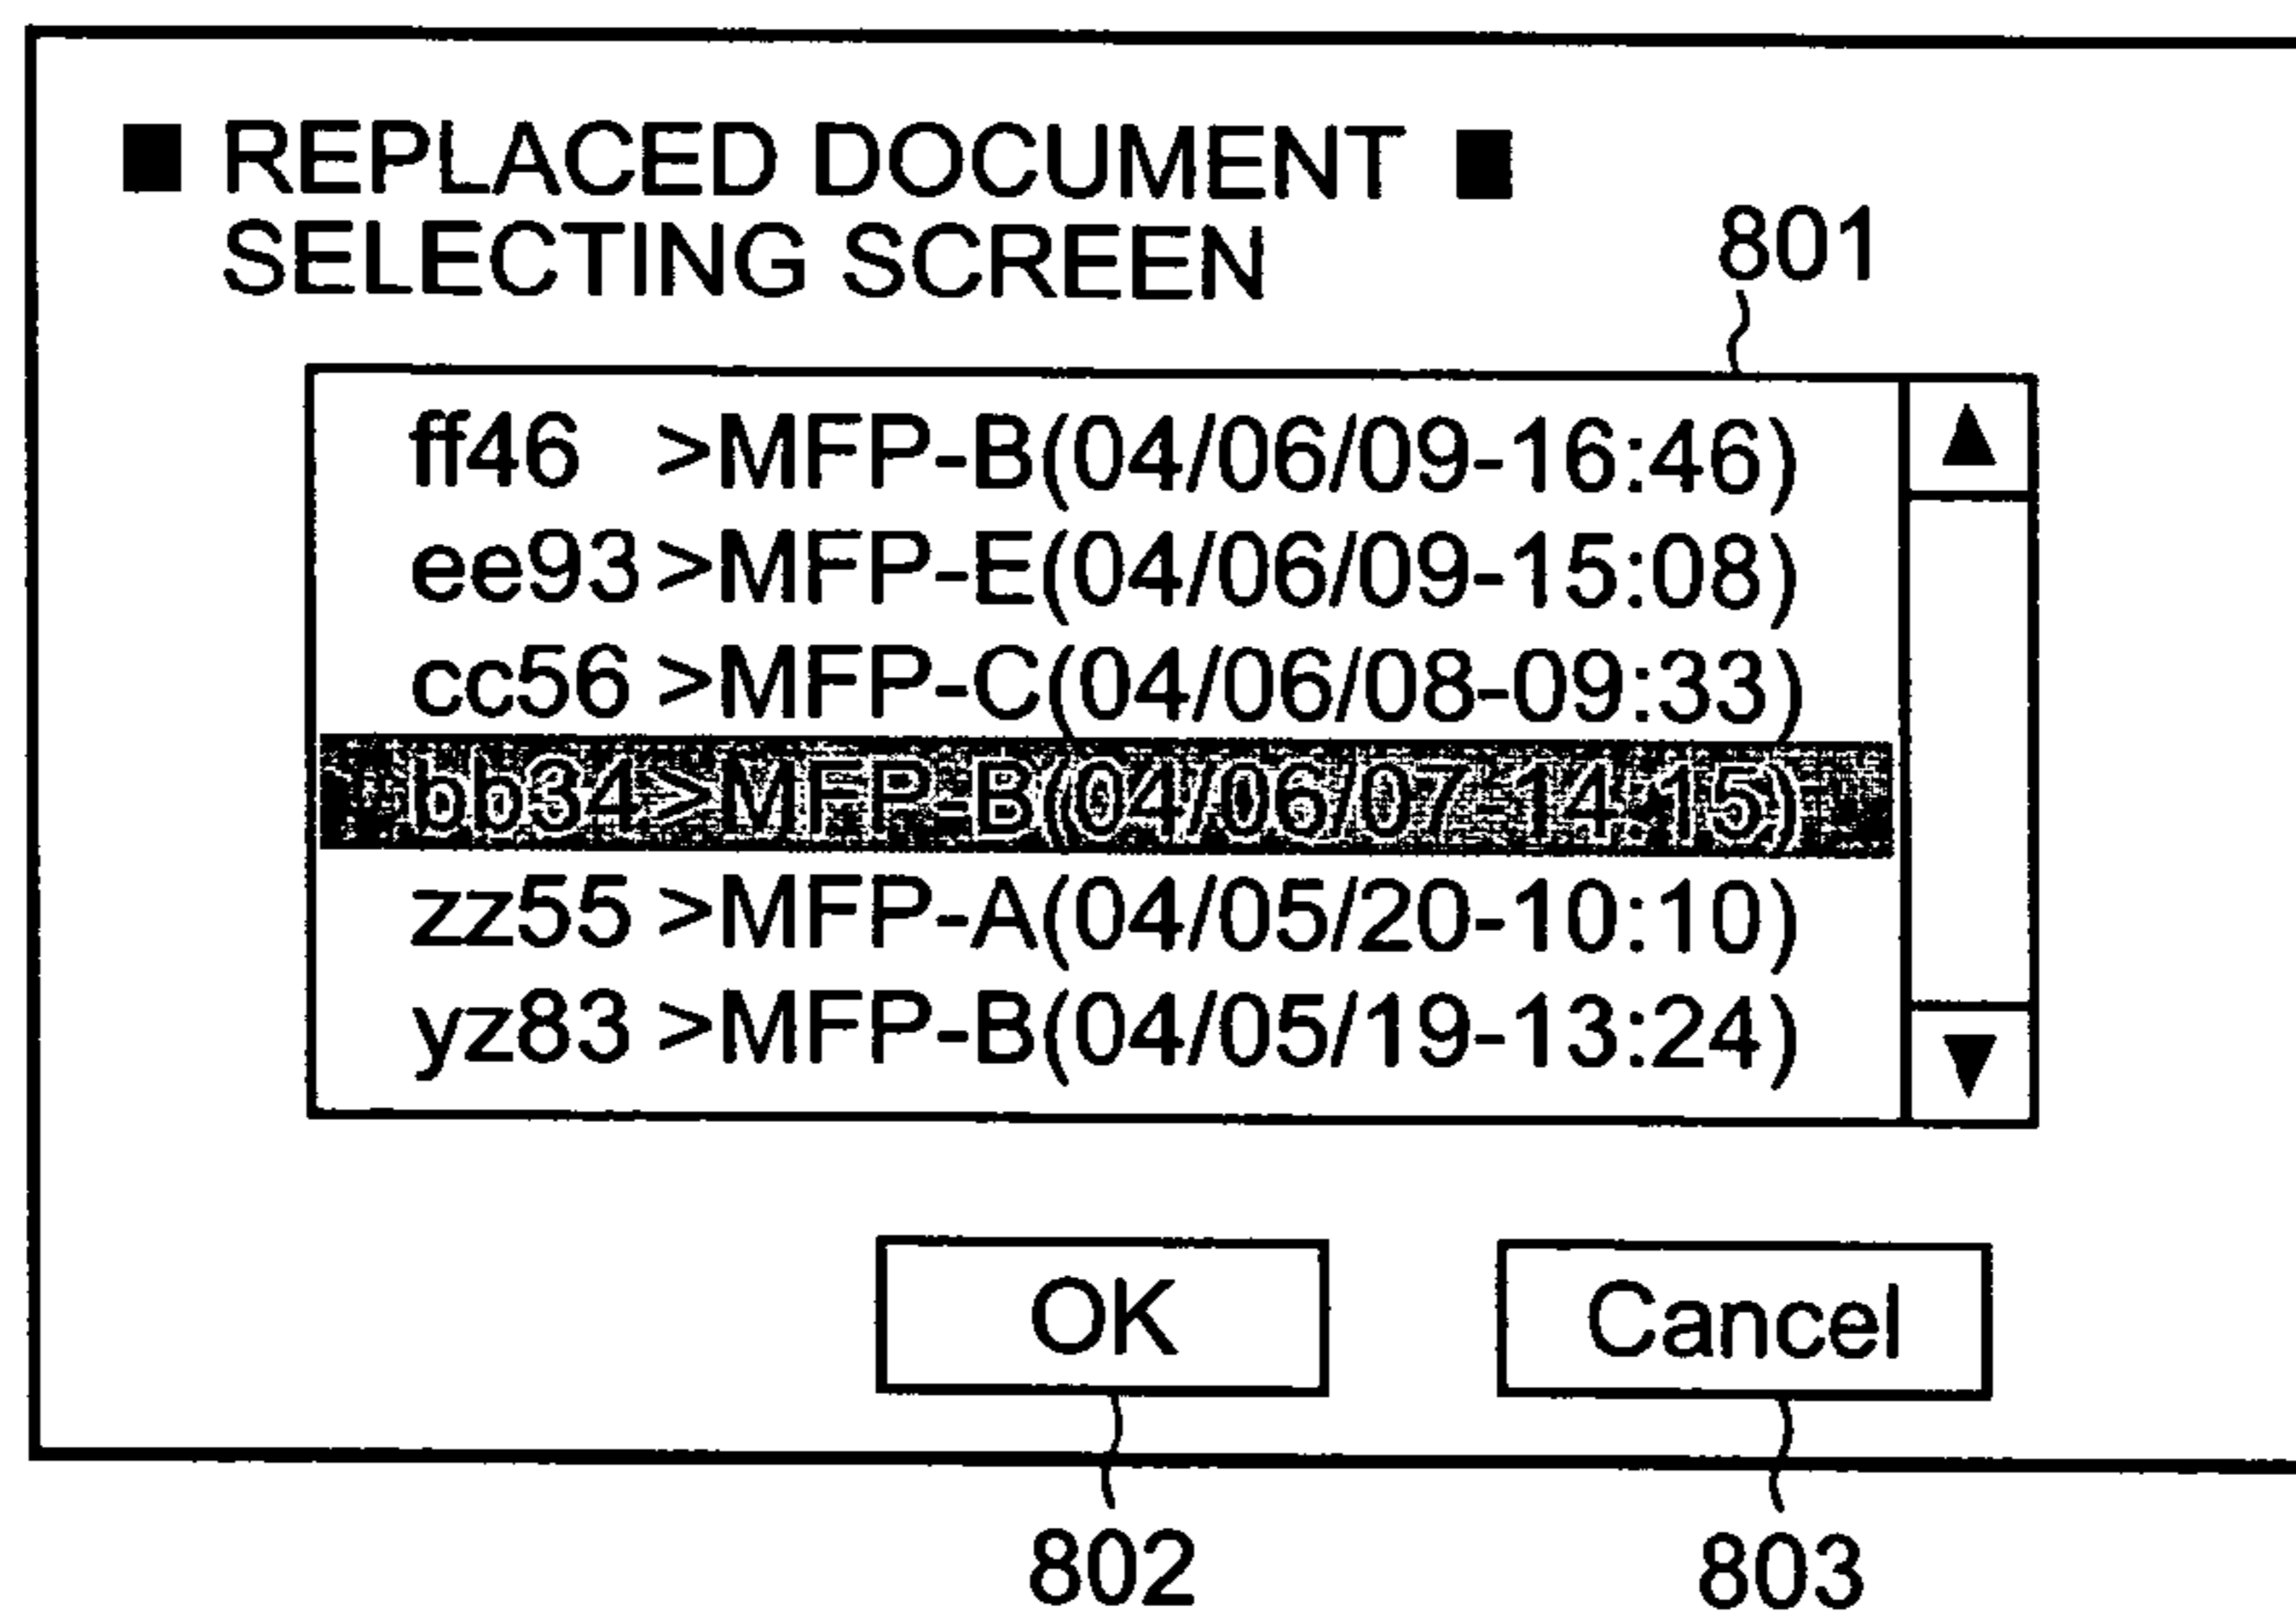 ■ REPLACED DOCUMENT ■
SELECTING SCREEN
801
ff46 >MFP-B(04/06/09-16:46)
ee93>MFP-E(04/06/09-15:08)
cc56 >MFP-C(04/06/08-09:33)
bb34>MFP-B(04/06/07-14:15)
zz55 >MFP-A(04/05/20-10:10)
yz83 >MFP-B(04/05/19-13:24)
OK
Cancel
802
803